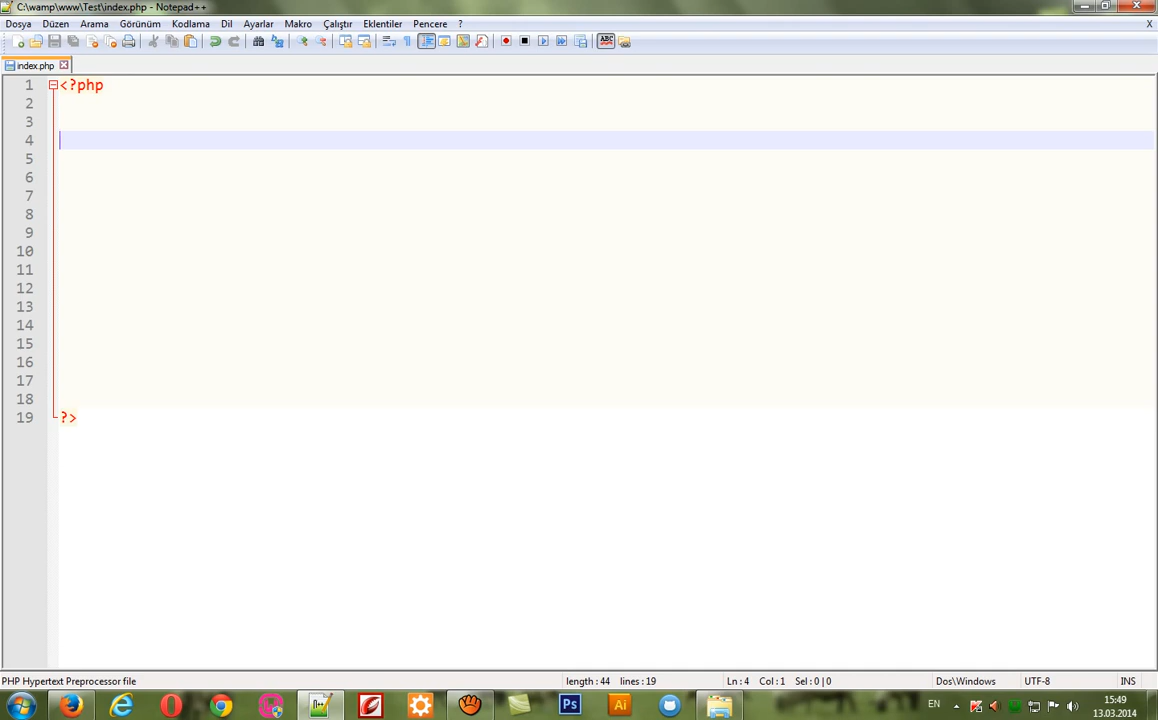 C:\wamp\www\Test\index.php - Notepad++
Dosya Düzen Arama Görünüm Kodlama Dil Ayarlar Makro Çalıştır Eklentiler Pencere ? X
ABC
index.php
1 <?php
2
3
4
5
6
7
8
9
10
11
12
13
14
15
16
17
18
19 ?>
PHP Hypertext Preprocessor file length : 44 lines : 19 Ln : 4 Col : 1 Sel : 0 | 0 Dos\Windows UTF-8 INS
Ps Ai EN 15:49
13.03.2014